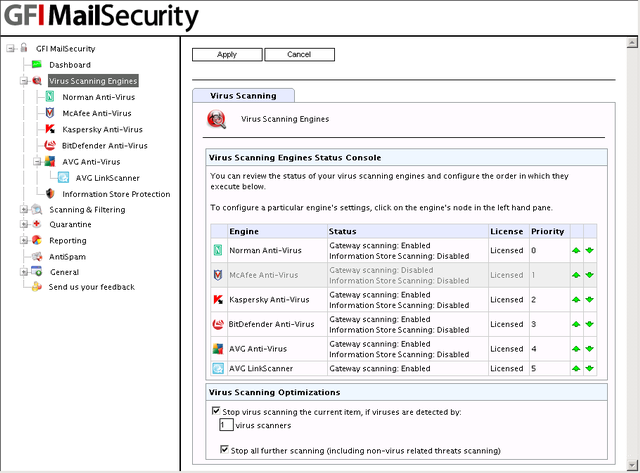 GFI MailSecurity
GFI MailSecurity
Dashboard
Virus Scanning Engines
Norman Anti-Virus
McAfee Anti-Virus
Kaspersky Anti-Virus
BitDefender Anti-Virus
AVG Anti-Virus
AVG LinkScanner
Information Store Protection
Scanning & Filtering
Quarantine
Reporting
AntiSpam
General
Send us your feedback
Apply Cancel
Virus Scanning
Virus Scanning Engines
Virus Scanning Engines Status Console
You can review the status of your virus scanning engines and configure the order in which they
execute below.
To configure a particular engine's settings, click on the engine's node in the left hand pane.
Engine Status License Priority
Norman Anti-Virus Gateway scanning: Enabled Licensed 0
Information Store Scanning: Disabled
McAfee Anti-Virus Gateway scanning: Disabled Licensed 1
Information Store Scanning: Disabled
Kaspersky Anti-Virus Gateway scanning: Enabled Licensed 2
Information Store Scanning: Disabled
BitDefender Anti-Virus Gateway scanning: Enabled Licensed 3
Information Store Scanning: Disabled
AVG Anti-Virus Gateway scanning: Enabled Licensed 4
Information Store Scanning: Disabled
AVG LinkScanner Gateway scanning: Enabled Licensed 5
Virus Scanning Optimizations
Stop virus scanning the current item, if viruses are detected by:
1 virus scanners
Stop all further scanning (including non-virus related threats scanning)